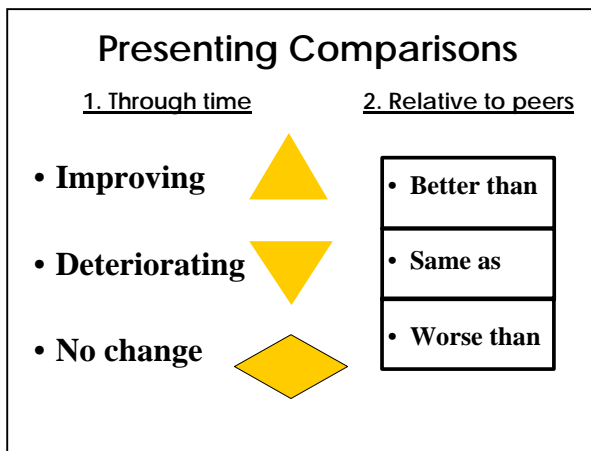 Presenting Comparisons
1. Through time
2. Relative to peers
• Improving
• Deteriorating
• No change
• Better than
• Same as
• Worse than